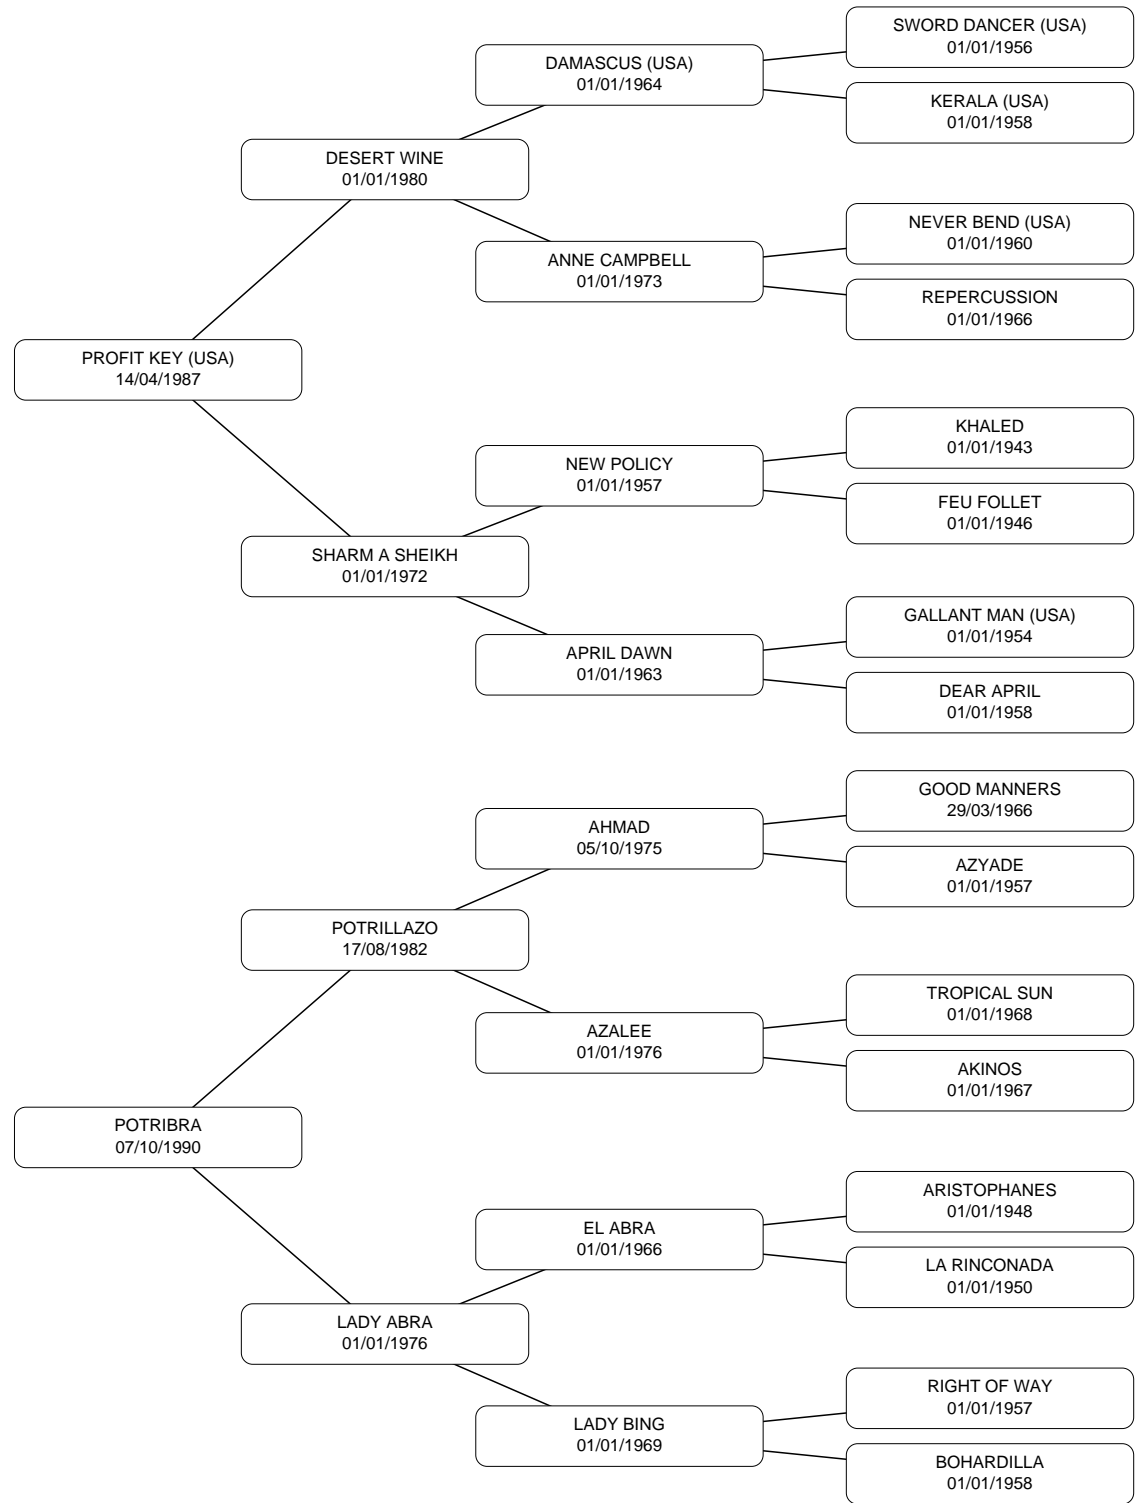 SWORD DANCER (USA)
01/01/1956
DAMASCUS (USA)
01/01/1964
KERALA (USA)
01/01/1958
DESERT WINE
01/01/1980
NEVER BEND (USA)
01/01/1960
ANNE CAMPBELL
01/01/1973
REPERCUSSION
01/01/1966
PROFIT KEY (USA)
14/04/1987
KHALED
01/01/1943
NEW POLICY
01/01/1957
FEU FOLLET
01/01/1946
SHARM A SHEIKH
01/01/1972
GALLANT MAN (USA)
01/01/1954
APRIL DAWN
01/01/1963
DEAR APRIL
01/01/1958
GOOD MANNERS
29/03/1966
AHMAD
05/10/1975
AZYADE
01/01/1957
POTRILLAZO
17/08/1982
TROPICAL SUN
01/01/1968
AZALEE
01/01/1976
AKINOS
01/01/1967
POTRIBRA
07/10/1990
ARISTOPHANES
01/01/1948
EL ABRA
01/01/1966
LA RINCONADA
01/01/1950
LADY ABRA
01/01/1976
RIGHT OF WAY
01/01/1957
LADY BING
01/01/1969
BOHARDILLA
01/01/1958